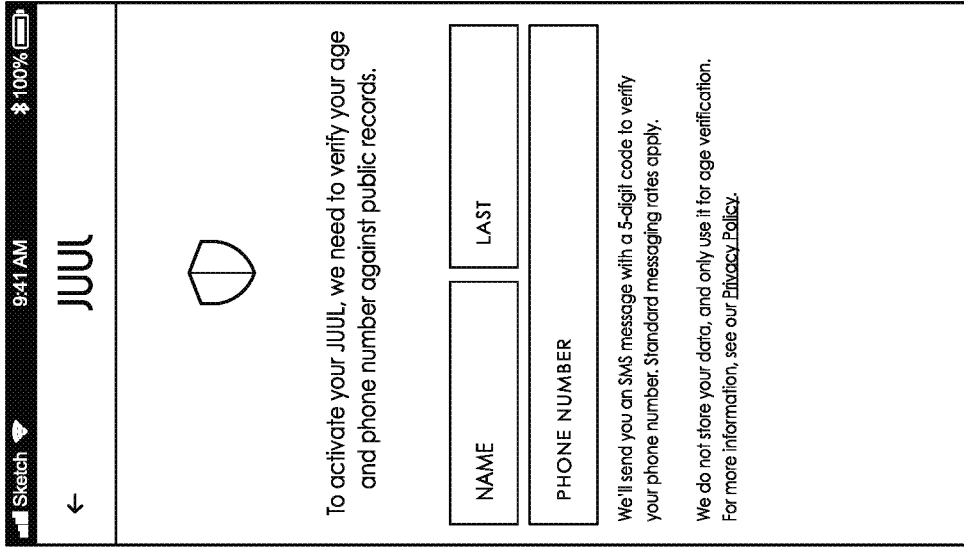 Sketch 9:41 AM 100%
←
JUUL
To activate your JUUL, we need to verify your age
and phone number against public records.
NAME LAST
PHONE NUMBER
We'll send you an SMS message with a 5-digit code to verify
your phone number. Standard messaging rates apply.
We do not store your data, and only use it for age verification.
For more information, see our Privacy Policy.